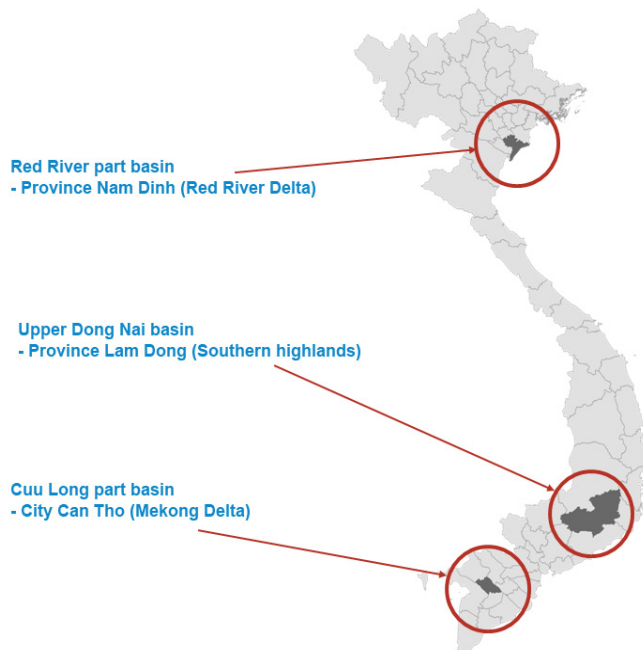 Red River part basin
- Province Nam Dinh (Red River Delta)
Upper Dong Nai basin
- Province Lam Dong (Southern highlands)
Cuu Long part basin
- City Can Tho (Mekong Delta)